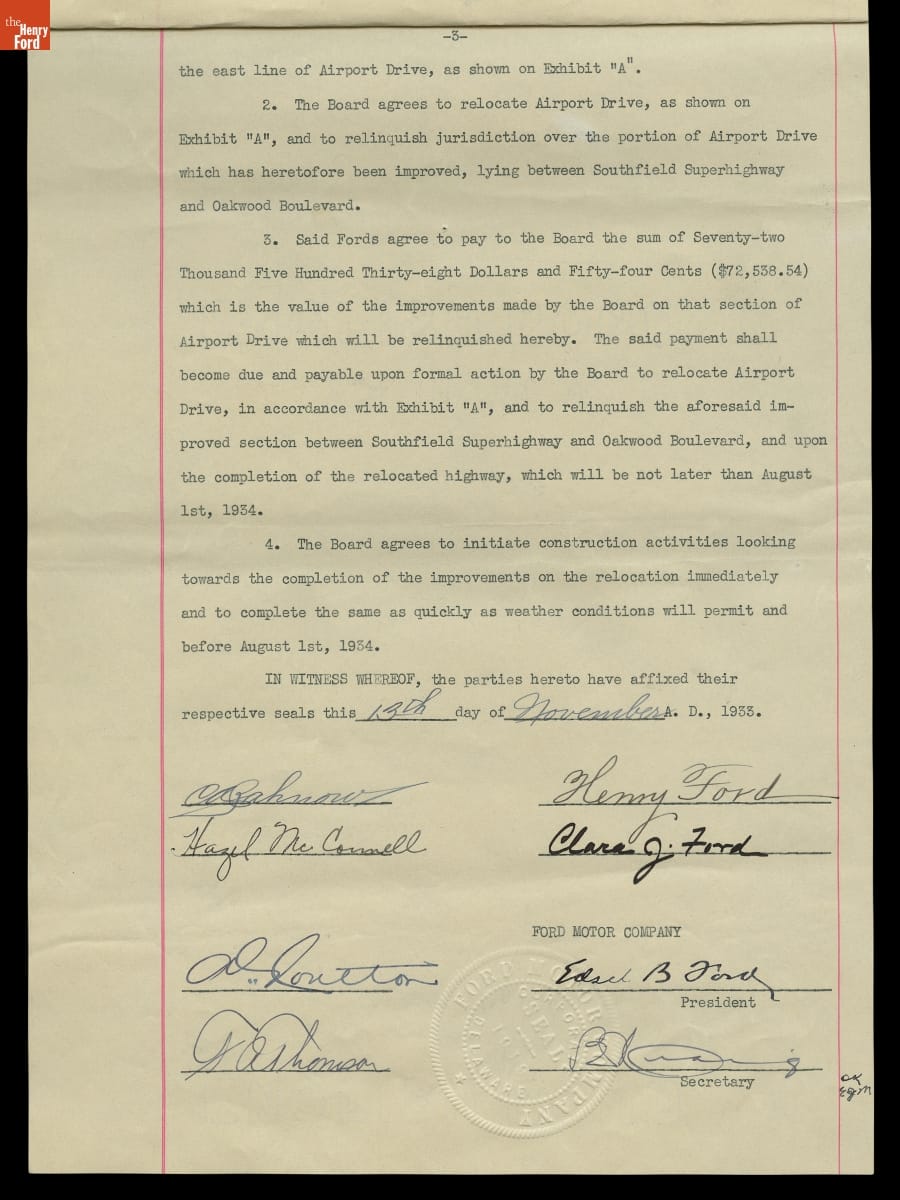 the
Henry
Ford
-3-
the east line of Airport Drive, as shown on Exhibit "A".
2. The Board agrees to relocate Airport Drive, as shown on
Exhibit "A", and to relinquish jurisdiction over the portion of Airport Drive
which has heretofore been improved, lying between Southfield Superhighway
and Oakwood Boulevard.
3. Said Fords agree to pay to the Board the sum of Seventy-two
Thousand Five Hundred Thirty-eight Dollars and Fifty-four Cents ($72,538.54)
which is the value of the improvements made by the Board on that section of
Airport Drive which will be relinquished hereby. The said payment shall
become due and payable upon formal action by the Board to relocate Airport
Drive, in accordance with Exhibit "A", and to relinquish the aforesaid im-
proved section between Southfield Superhighway and Oakwood Boulevard, and upon
the completion of the relocated highway, which will be not later than August
1st, 1934.
4. The Board agrees to initiate construction activities looking
towards the completion of the improvements on the relocation immediately
and to complete the same as quickly as weather conditions will permit and
before August 1st, 1934.
IN WITNESS WHEREOF, the parties hereto have affixed their
respective seals this 13th day of November A. D., 1933.
Henry Ford
Hazel McConnell Clara J. Ford
FORD MOTOR COMPANY
Edsel B Ford
President
Secretary
FORD MOTOR COMPANY
SEAL
OK